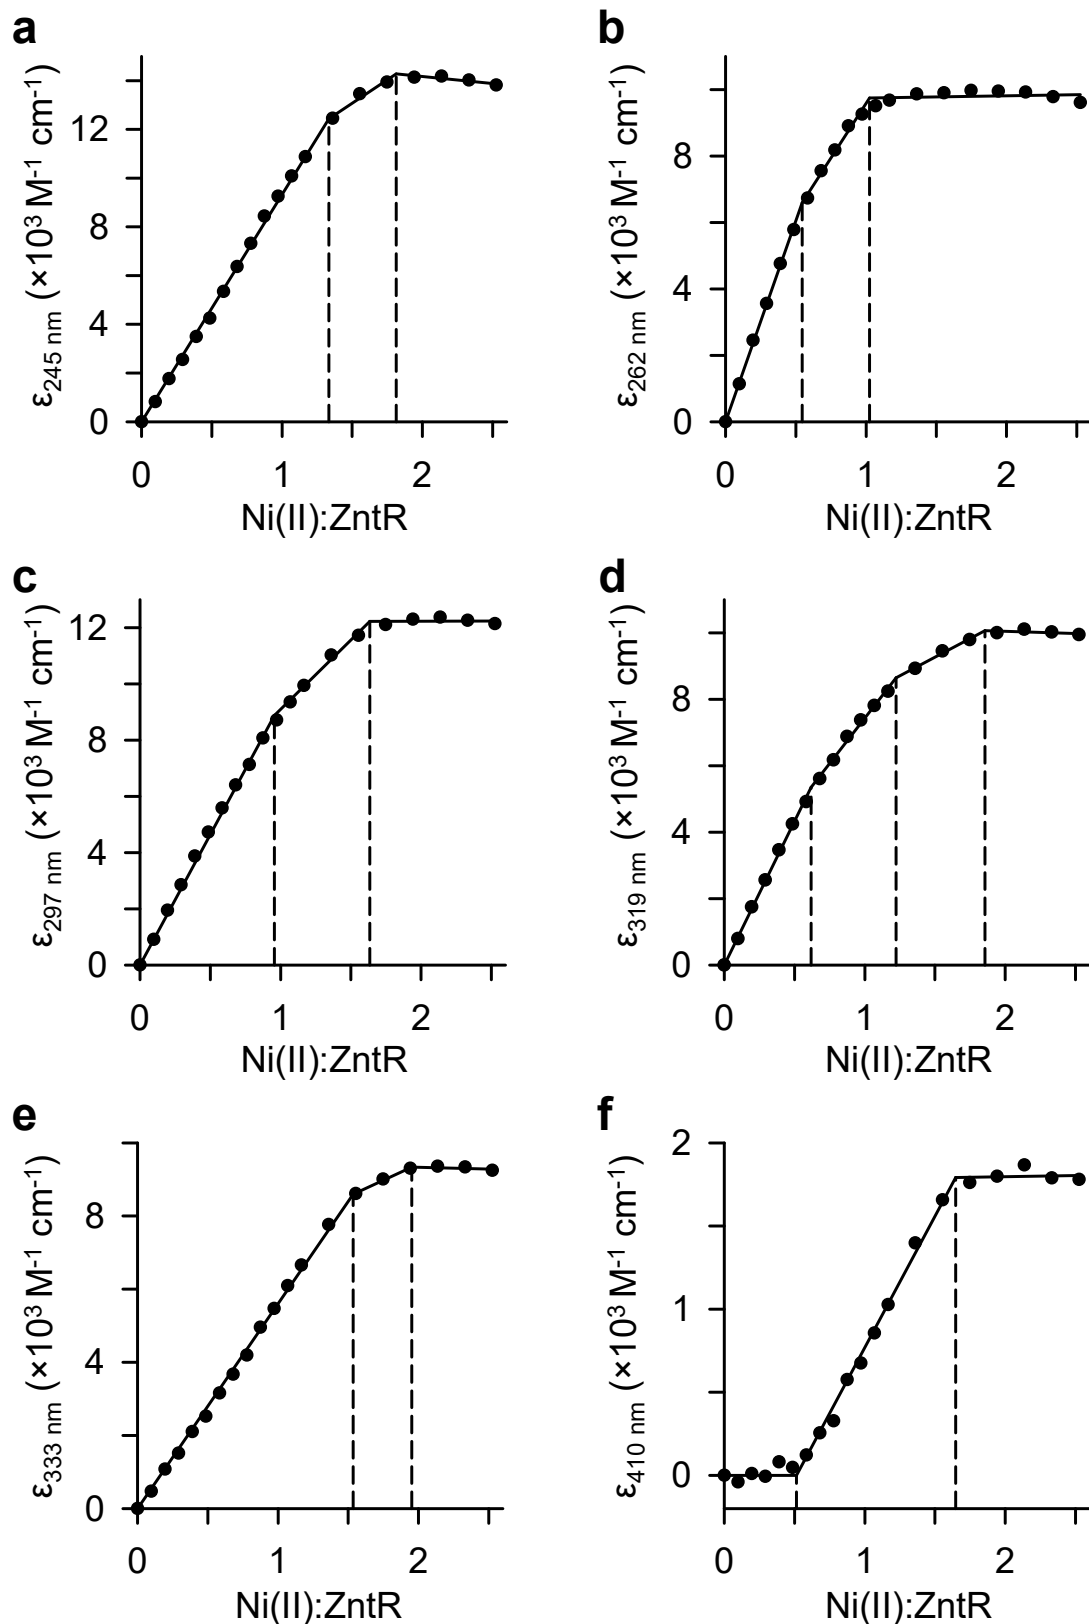 a
ε245 nm (×10³ M⁻¹ cm⁻¹)
12
8
4
0
0 1 2
Ni(II):ZntR
b
ε262 nm (×10³ M⁻¹ cm⁻¹)
8
4
0
0 1 2
Ni(II):ZntR
c
ε297 nm (×10³ M⁻¹ cm⁻¹)
12
8
4
0
0 1 2
Ni(II):ZntR
d
ε319 nm (×10³ M⁻¹ cm⁻¹)
8
4
0
0 1 2
Ni(II):ZntR
e
ε333 nm (×10³ M⁻¹ cm⁻¹)
8
4
0
0 1 2
Ni(II):ZntR
f
ε410 nm (×10³ M⁻¹ cm⁻¹)
2
1
0
0 1 2
Ni(II):ZntR